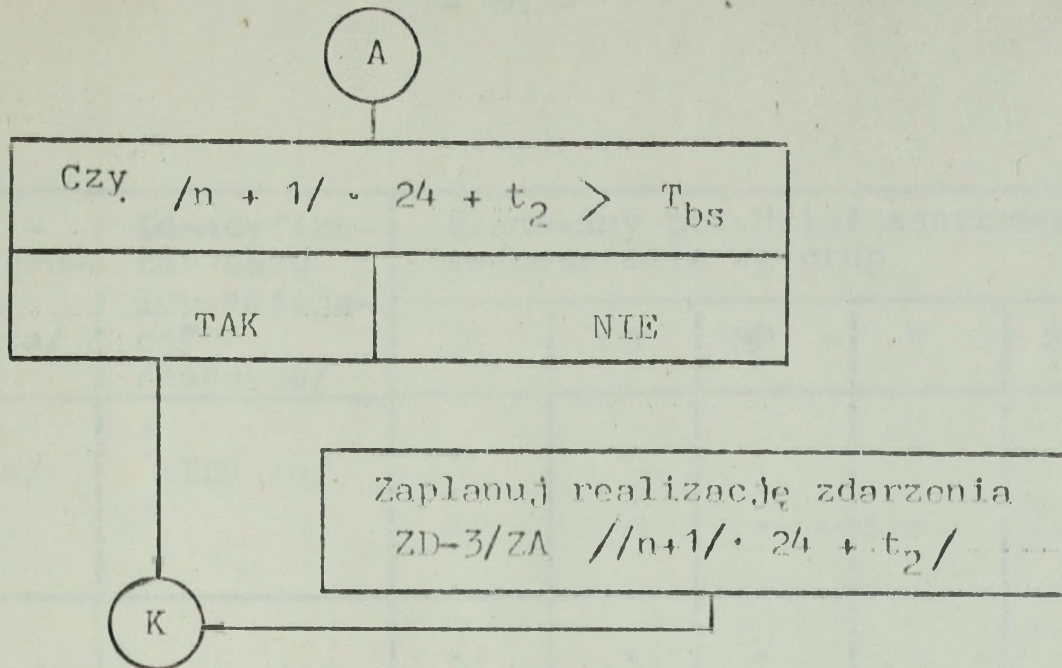 A
Czy /n + 1/ · 24 + t₂ > T_bs
TAK NIE
Zaplanuj realizację zdarzenia
ZD-3/ZA //n+1/· 24 + t₂/
K